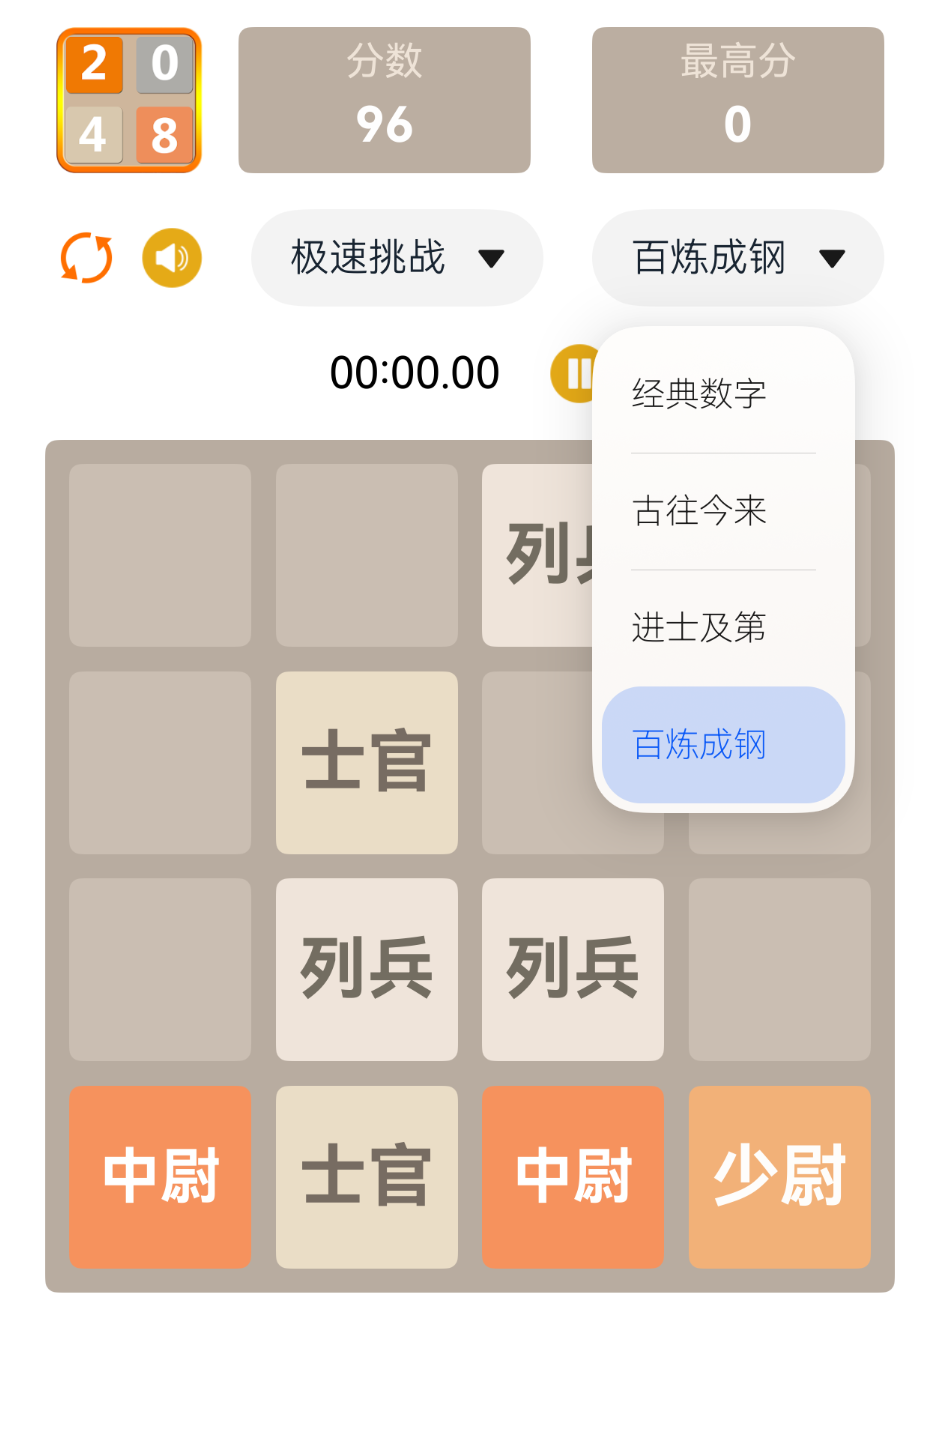 2 0
4 8
分数
96
最高分
0
极速挑战
百炼成钢
00:00.00
经典数字
古往今来
进士及第
百炼成钢
列
士官
列兵 列兵
中尉 士官 中尉 少尉